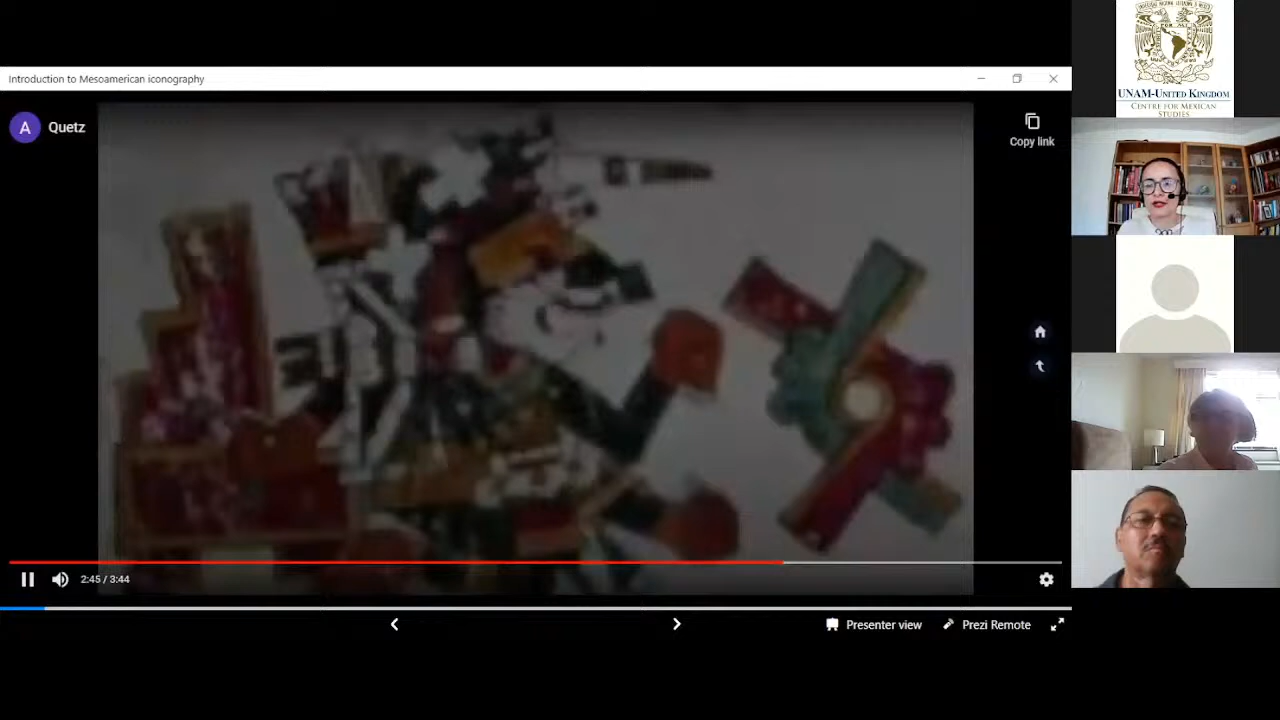 Introduction to Mesoamerican iconography
A
Quetz
Copy link
2:45 / 3:44
Presenter view
Prezi Remote
UNAM-UNITED KINGDOM
CENTRE FOR MEXICAN
STUDIES